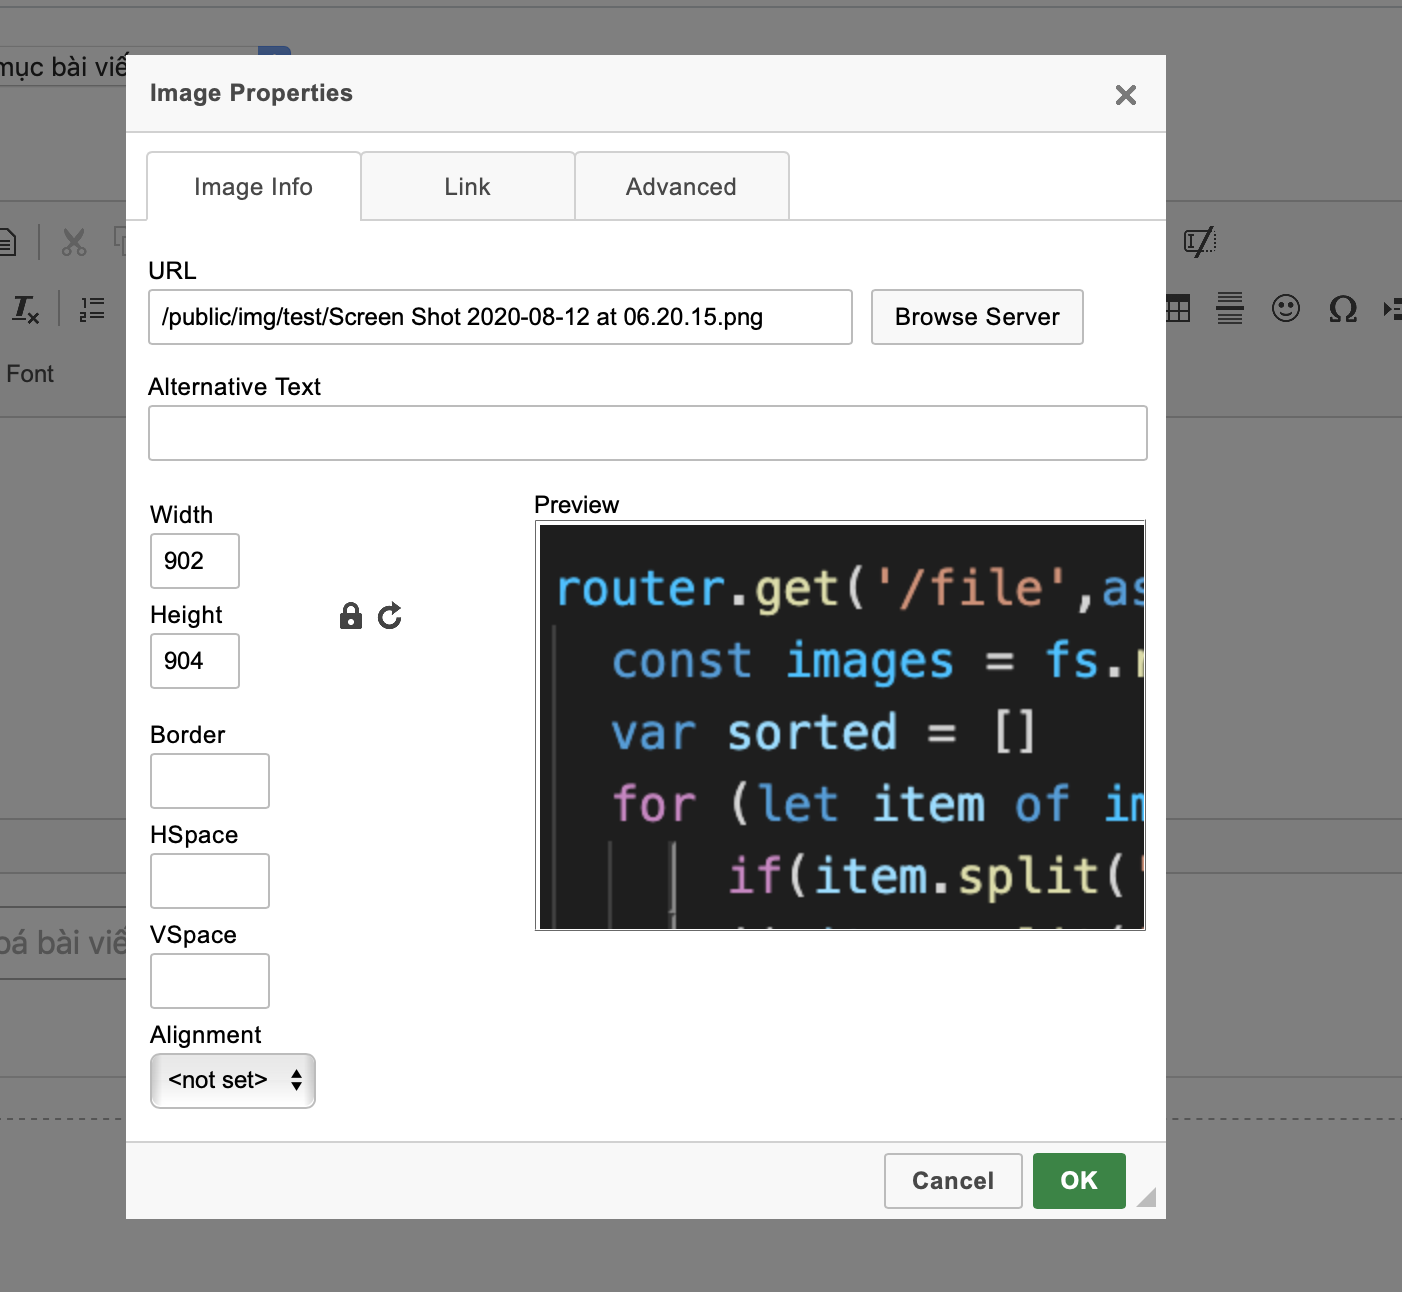 mục bài viế
Image Properties
Image Info
Link
Advanced
URL
/public/img/test/Screen Shot 2020-08-12 at 06.20.15.png
Browse Server
Font
Alternative Text
Width
902
Height
904
Preview
router.get('/file',as
const images = fs.
var sorted = []
for (let item of im
if(item.split('
Border
HSpace
VSpace
oá bài viế
Alignment
<not set>
Cancel
OK